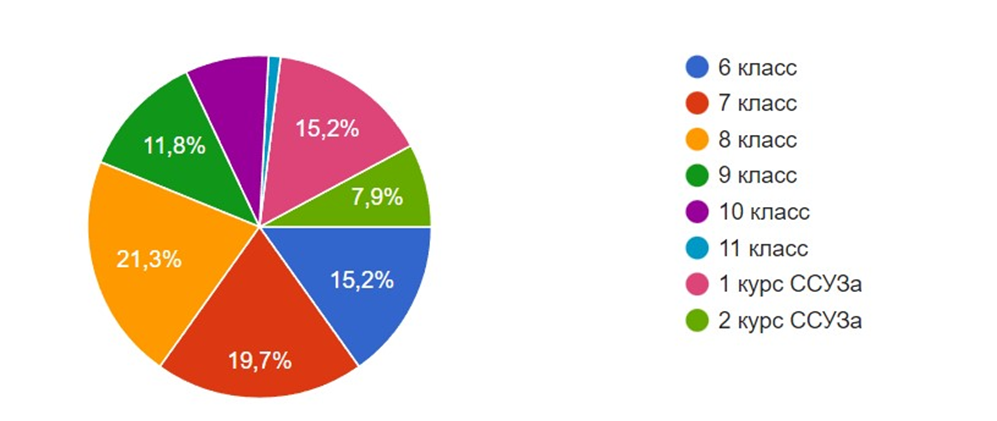 15,2%
11,8%
7,9%
21,3%
15,2%
19,7%
6 класс
7 класс
8 класс
9 класс
10 класс
11 класс
1 курс ССУЗа
2 курс ССУЗа